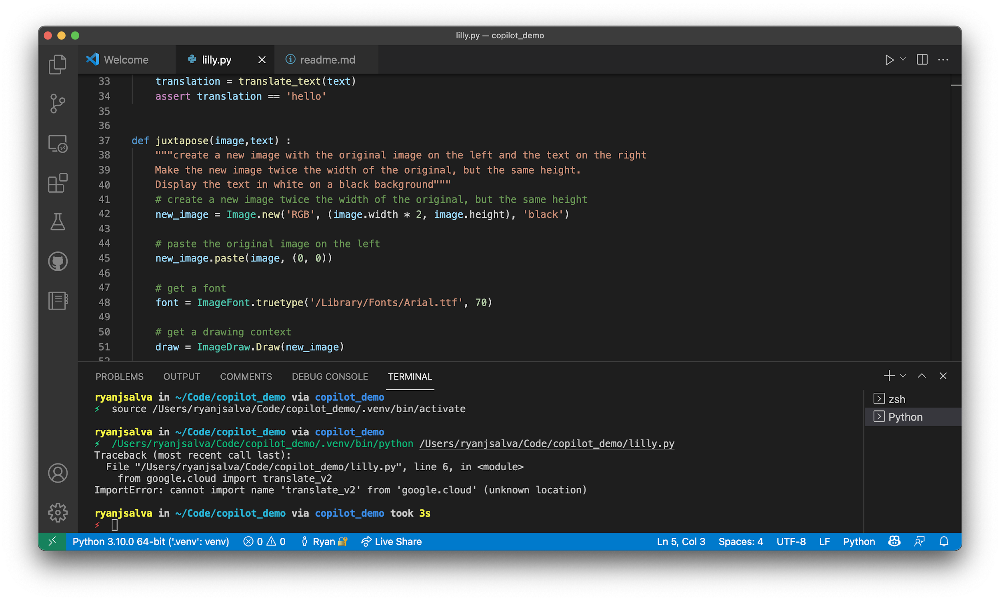 lilly.py — copilot_demo
Welcome
lilly.py
readme.md
33 translation = translate_text(text)
34 assert translation == 'hello'
35
36
37 def juxtapose(image,text) :
38 """create a new image with the original image on the left and the text on the right
39 Make the new image twice the width of the original, but the same height.
40 Display the text in white on a black background"""
41 # create a new image twice the width of the original, but the same height
42 new_image = Image.new('RGB', (image.width * 2, image.height), 'black')
43
44 # paste the original image on the left
45 new_image.paste(image, (0, 0))
46
47 # get a font
48 font = ImageFont.truetype('/Library/Fonts/Arial.ttf', 70)
49
50 # get a drawing context
51 draw = ImageDraw.Draw(new_image)
52
PROBLEMS OUTPUT COMMENTS DEBUG CONSOLE TERMINAL
ryanjsalva in ~/Code/copilot_demo via copilot_demo
⚡ source /Users/ryanjsalva/Code/copilot_demo/.venv/bin/activate
ryanjsalva in ~/Code/copilot_demo via copilot_demo
⚡ /Users/ryanjsalva/Code/copilot_demo/.venv/bin/python /Users/ryanjsalva/Code/copilot_demo/lilly.py
Traceback (most recent call last):
File "/Users/ryanjsalva/Code/copilot_demo/lilly.py", line 6, in <module>
from google.cloud import translate_v2
ImportError: cannot import name 'translate_v2' from 'google.cloud' (unknown location)
ryanjsalva in ~/Code/copilot_demo via copilot_demo took 3s
⚡
zsh
Python
Python 3.10.0 64-bit ('.venv': venv) 0 0 Ryan 🔐 Live Share Ln 5, Col 3 Spaces: 4 UTF-8 LF Python